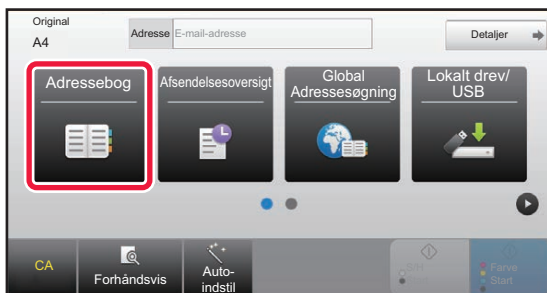 Original
A4
Adresse E-mail-adresse
Detaljer
Adressebog
Afsendelsesoversigt
Global
Adressesøgning
Lokalt drev/
USB
CA
Forhåndsvis
Auto-
indstil
S/H
Start
Farve
Start